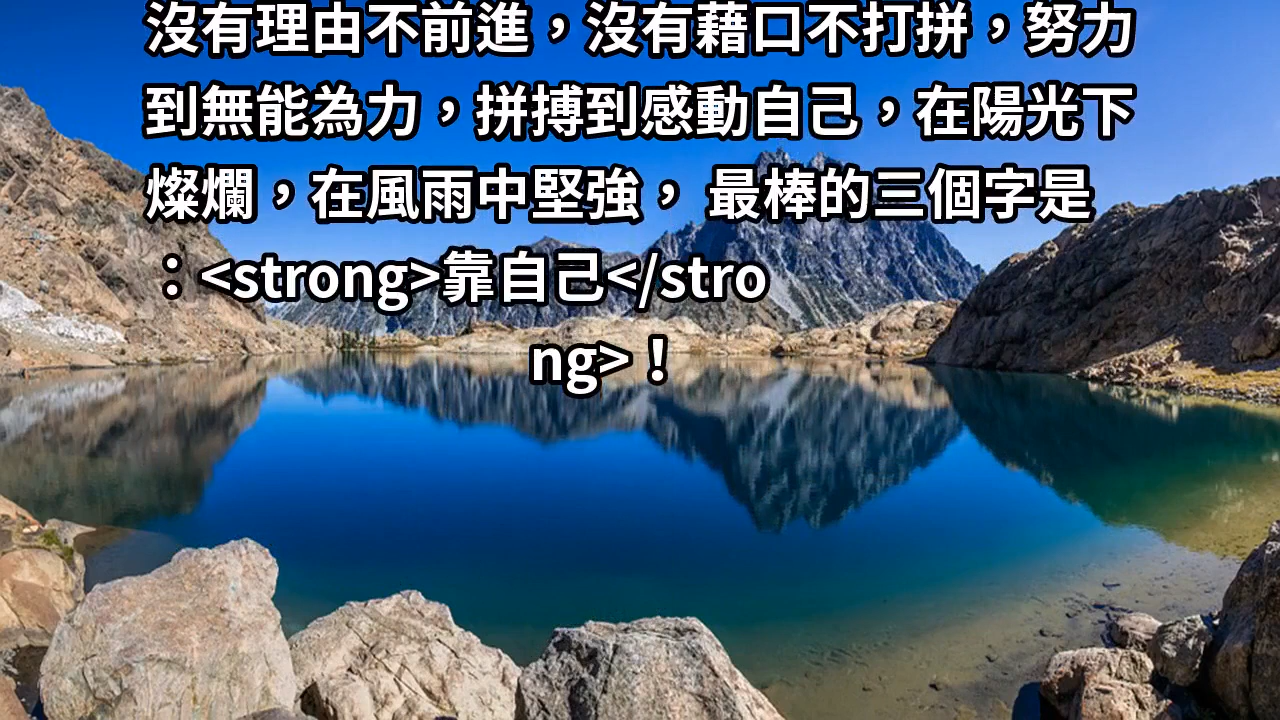 沒有理由不前進，沒有藉口不打拼，努力
到無能為力，拼搏到感動自己，在陽光下
燦爛，在風雨中堅強， 最棒的三個字是
：<strong>靠自己</stro
ng>！